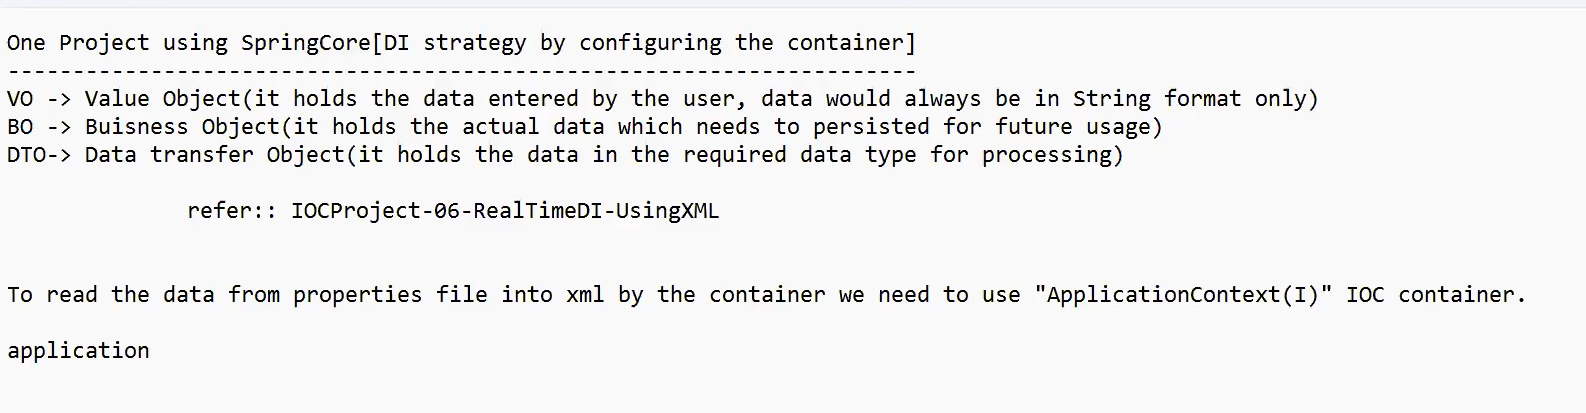 One Project using SpringCore[DI strategy by configuring the container]
----------------------------------------------------------------------
VO -> Value Object(it holds the data entered by the user, data would always be in String format only)
BO -> Buisness Object(it holds the actual data which needs to persisted for future usage)
DTO-> Data transfer Object(it holds the data in the required data type for processing)
refer:: IOCProject-06-RealTimeDI-UsingXML
To read the data from properties file into xml by the container we need to use "ApplicationContext(I)" IOC container.
application